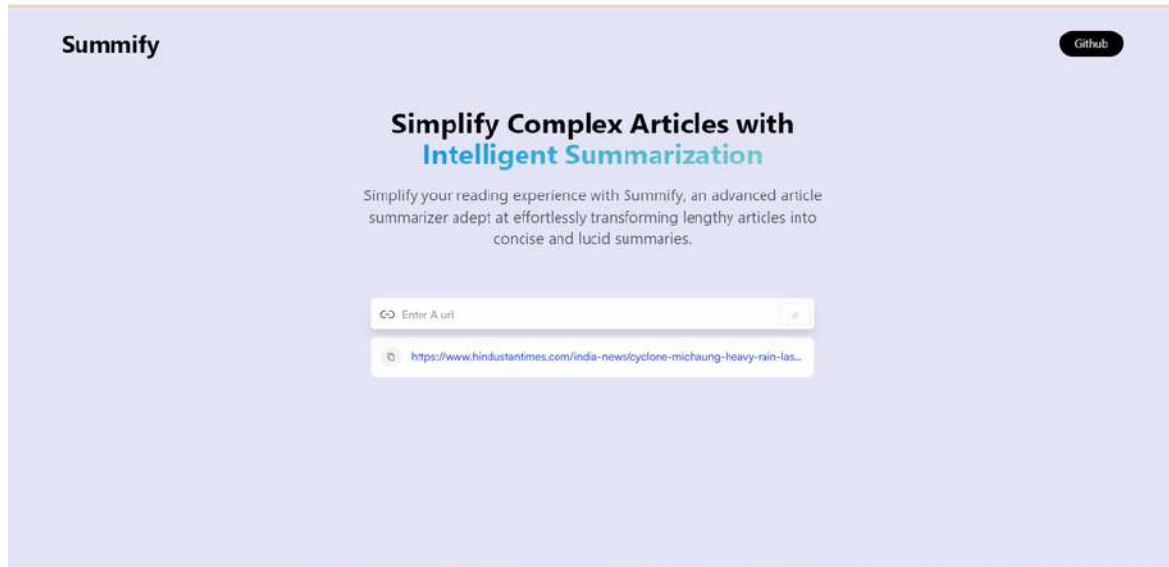 Summify
Github
Simplify Complex Articles with
Intelligent Summarization
Simplify your reading experience with Summify, an advanced article
summarizer adept at effortlessly transforming lengthy articles into
concise and lucid summaries.
Enter A url
https://www.hindustantimes.com/india-news/cyclone-michaung-heavy-rain-las...